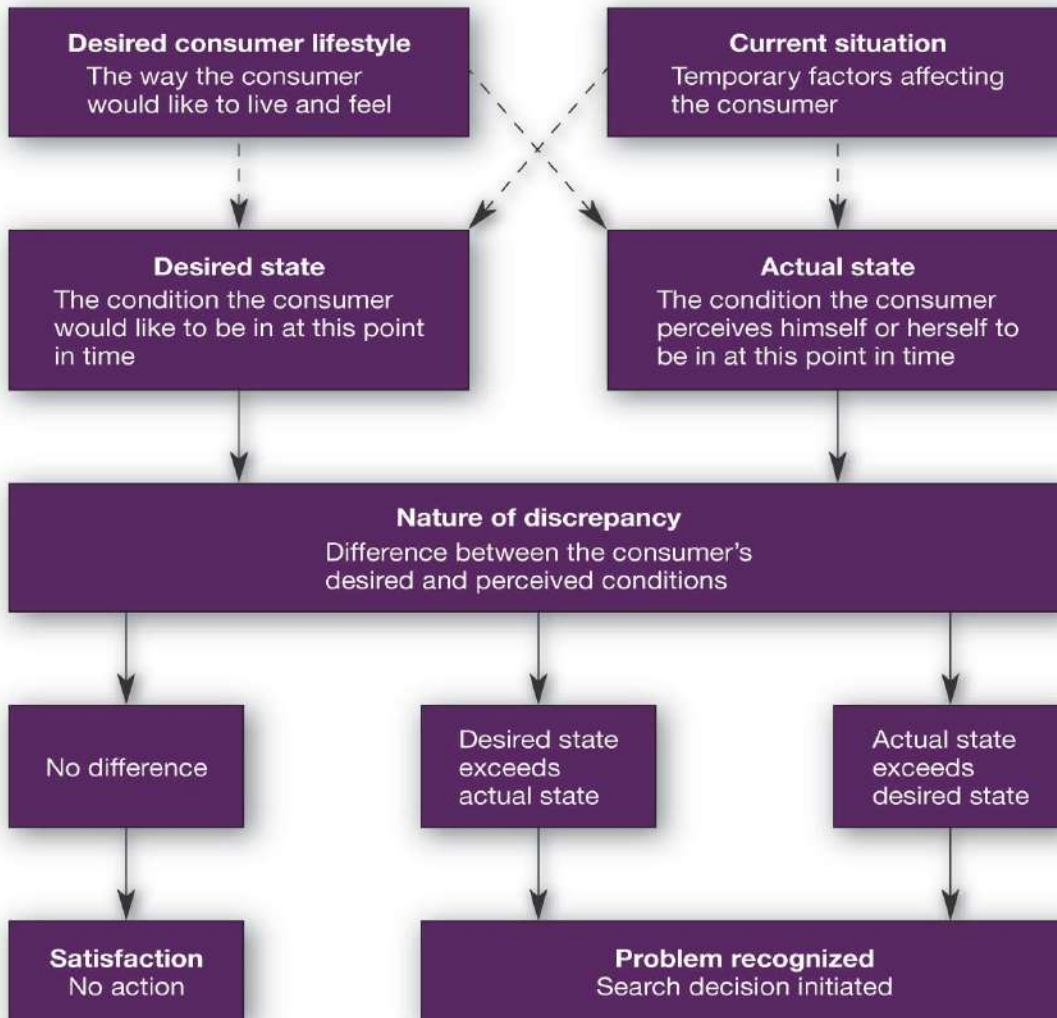 Desired consumer lifestyle
The way the consumer
would like to live and feel
Current situation
Temporary factors affecting
the consumer
Desired state
The condition the consumer
would like to be in at this point
in time
Actual state
The condition the consumer
perceives himself or herself to
be in at this point in time
Nature of discrepancy
Difference between the consumer’s
desired and perceived conditions
No difference
Desired state
exceeds
actual state
Actual state
exceeds
desired state
Satisfaction
No action
Problem recognized
Search decision initiated